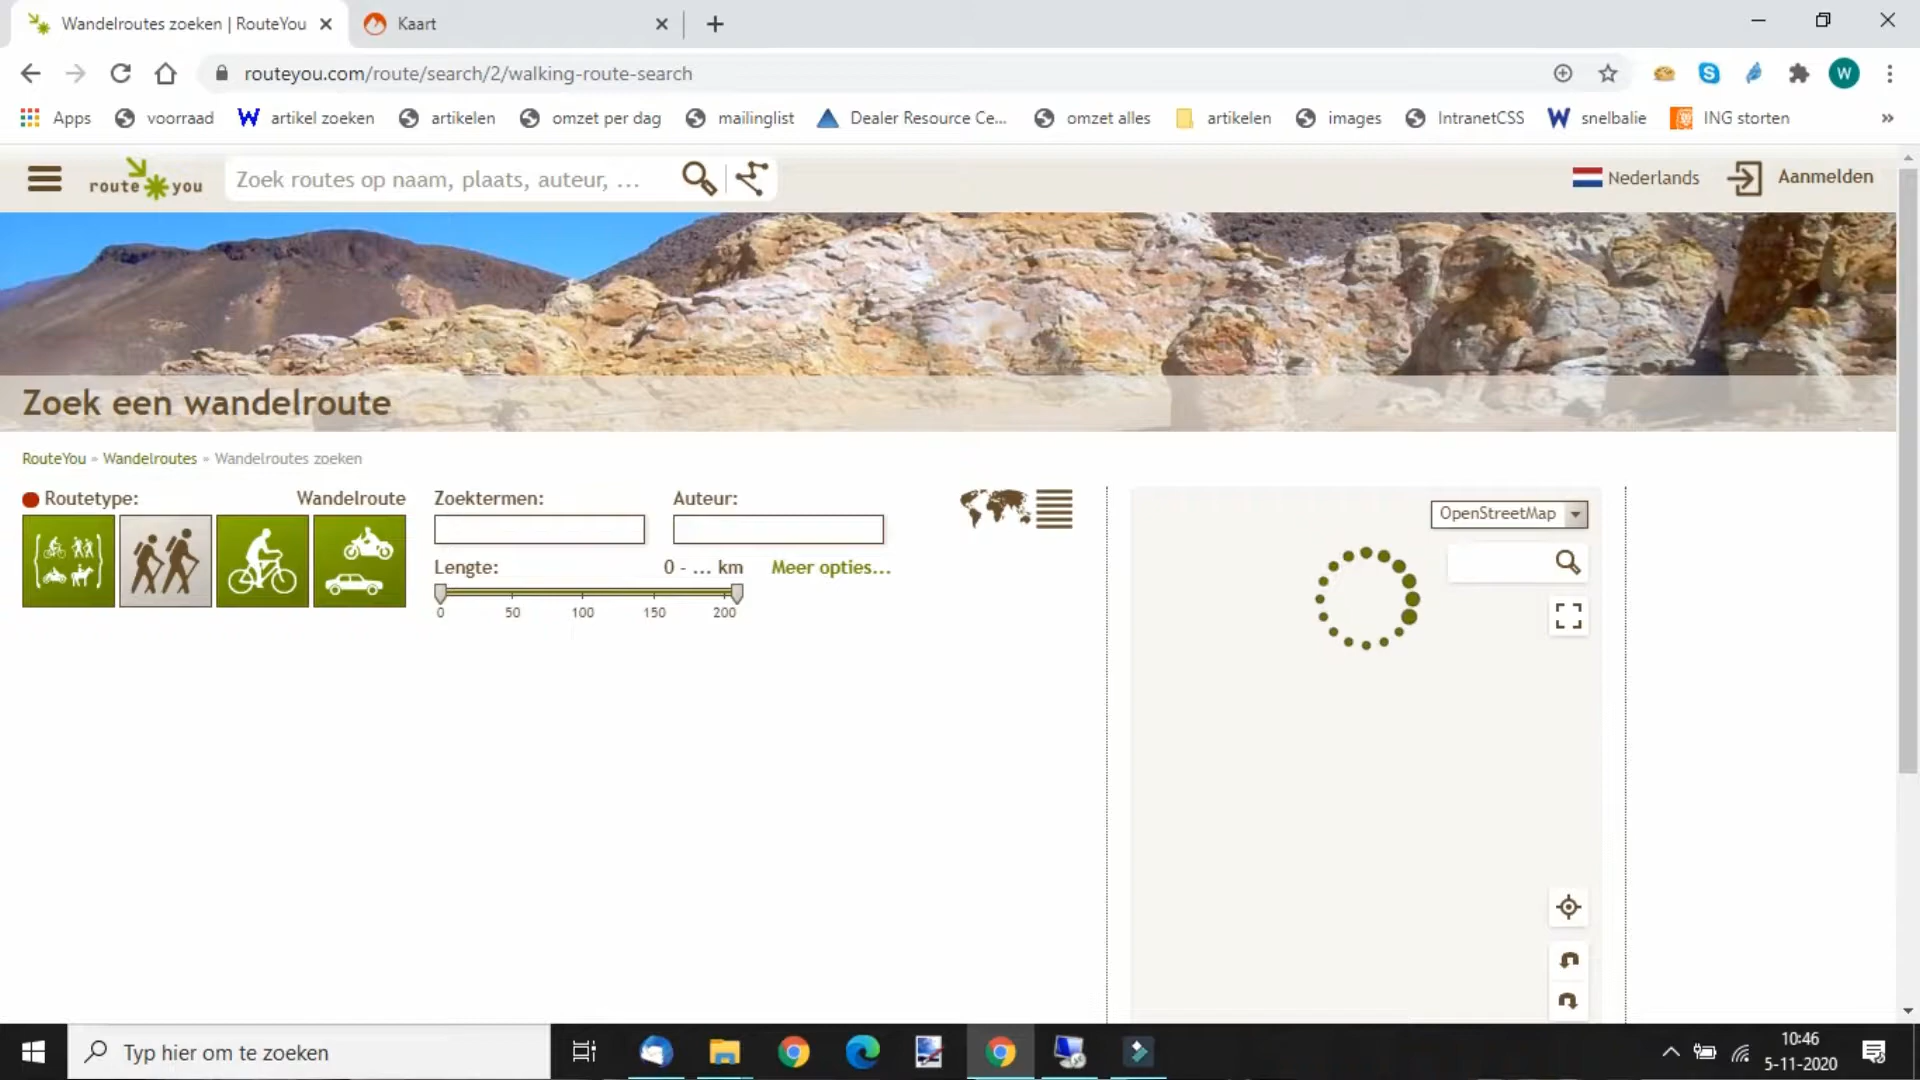 Wandelroutes zoeken | RouteYou
Kaart
routeyou.com/route/search/2/walking-route-search
W
Apps
voorraad
artikel zoeken
artikelen
omzet per dag
mailinglist
Dealer Resource Ce...
omzet alles
artikelen
images
IntranetCSS
snelbalie
ING storten
»
route you
Zoek routes op naam, plaats, auteur, ...
Nederlands
Aanmelden
Zoek een wandelroute
RouteYou » Wandelroutes » Wandelroutes zoeken
Routetype: Wandelroute
Zoektermen:
Auteur:
OpenStreetMap
Lengte: 0 - ... km
Meer opties...
0 50 100 150 200
Typ hier om te zoeken
10:46
5-11-2020